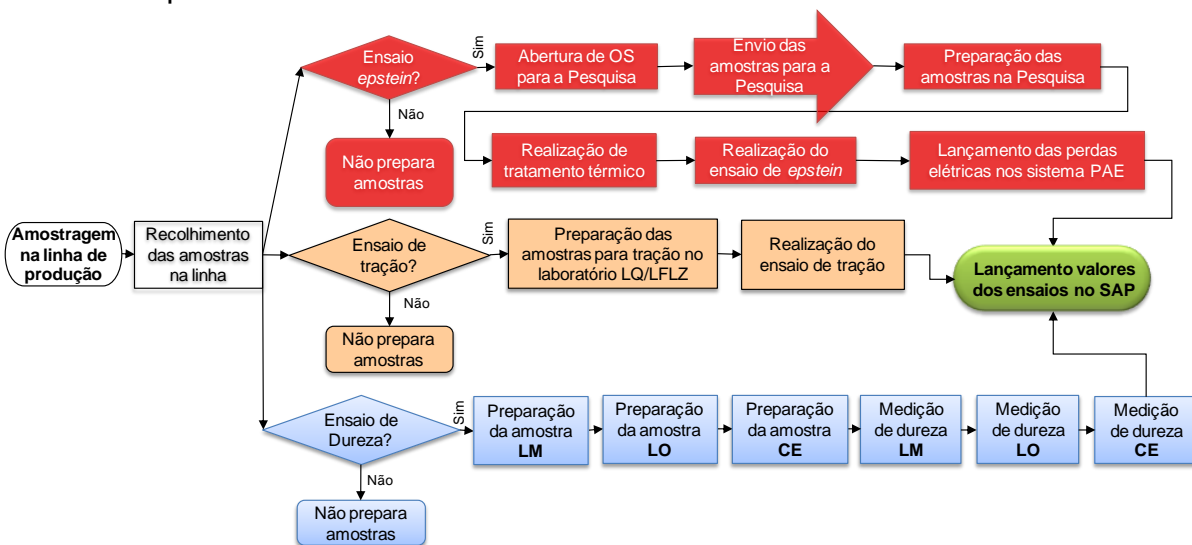 Ensaio
epstein?
Sim
Abertura de OS
para a Pesquisa
Envio das
amostras para a
Pesquisa
Preparação das
amostras na Pesquisa
Não
Não prepara
amostras
Realização de
tratamento térmico
Realização do
ensaio de epstein
Lançamento das perdas
elétricas nos sistema PAE
Amostragem
na linha de
produção
Recolhimento
das amostras
na linha
Ensaio de
tração?
Sim
Preparação das
amostras para tração no
laboratório LQ/LFLZ
Realização do
ensaio de tração
Lançamento valores
dos ensaios no SAP
Não
Não prepara
amostras
Ensaio de
Dureza?
Sim
Preparação
da amostra
LM
Preparação
da amostra
LO
Preparação
da amostra
CE
Medição
de dureza
LM
Medição
de dureza
LO
Medição
de dureza
CE
Não
Não prepara
amostras